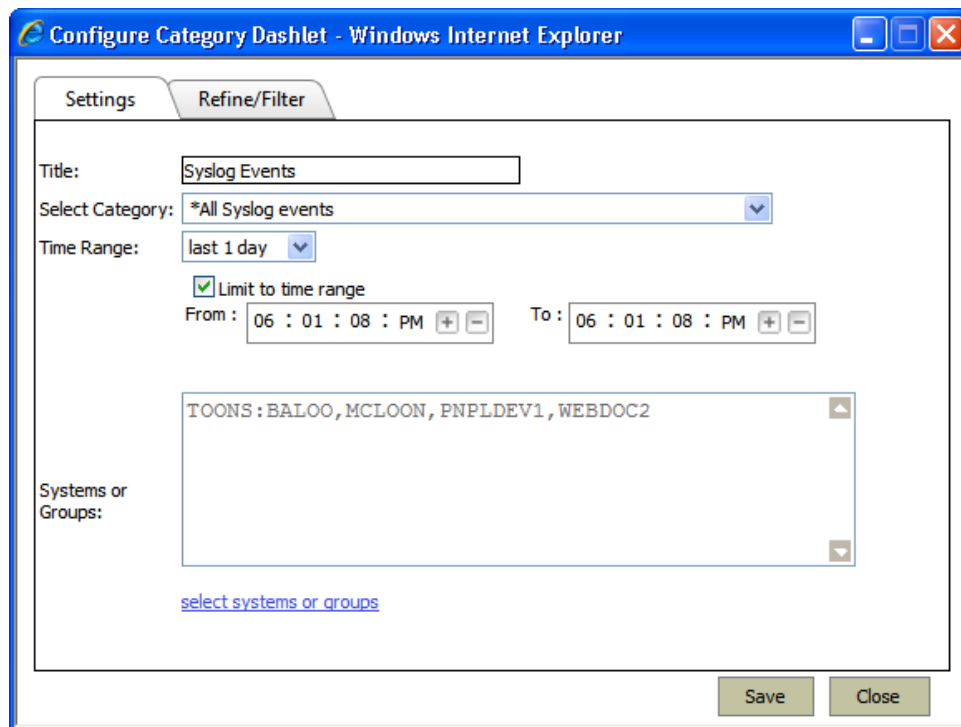 Configure Category Dashlet - Windows Internet Explorer
Settings Refine/Filter
Title: Syslog Events
Select Category: *All Syslog events
Time Range: last 1 day
Limit to time range
From : 06 : 01 : 08 : PM + - To : 06 : 01 : 08 : PM + -
TOONS:BALOO,MCLOON,PNPLDEV1,WEBDOC2
Systems or
Groups:
select systems or groups
Save Close